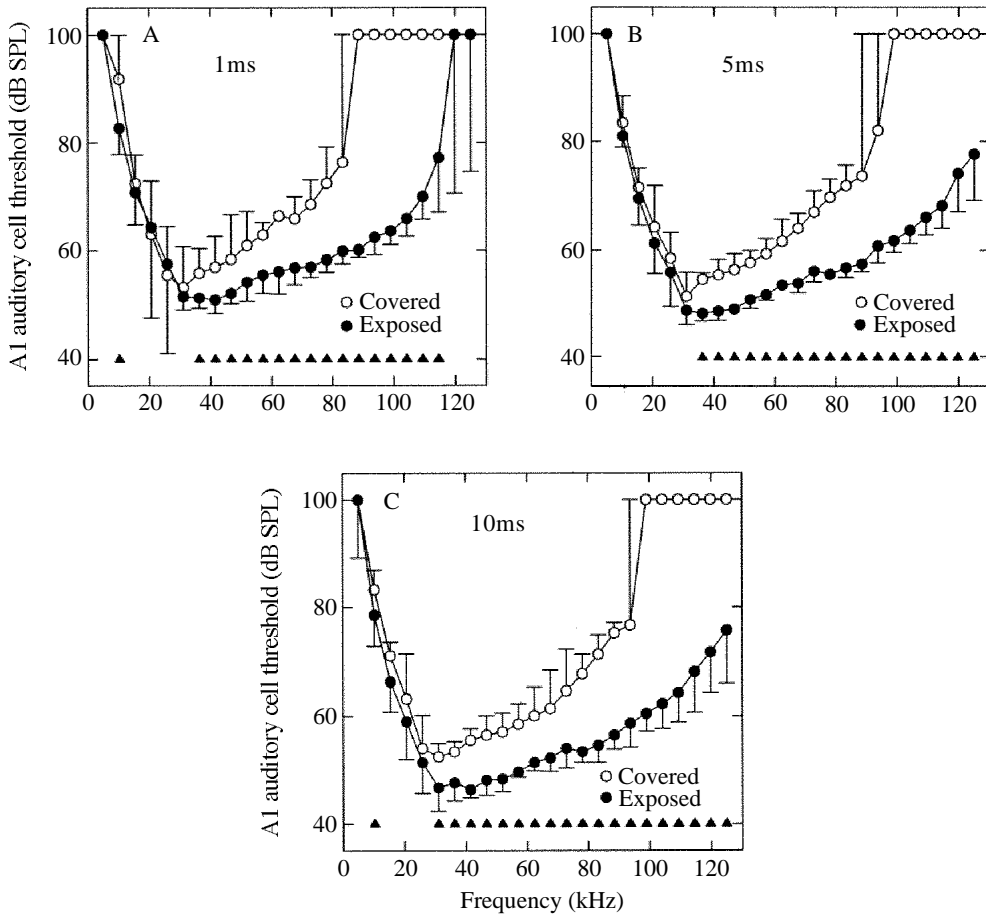 A
1ms
A1 auditory cell threshold (dB SPL)
100
80
60
40
Covered
Exposed
0 20 40 60 80 100 120
B
5ms
100
80
60
40
Covered
Exposed
0 20 40 60 80 100 120
C
10ms
A1 auditory cell threshold (dB SPL)
100
80
60
40
Covered
Exposed
0 20 40 60 80 100 120
Frequency (kHz)